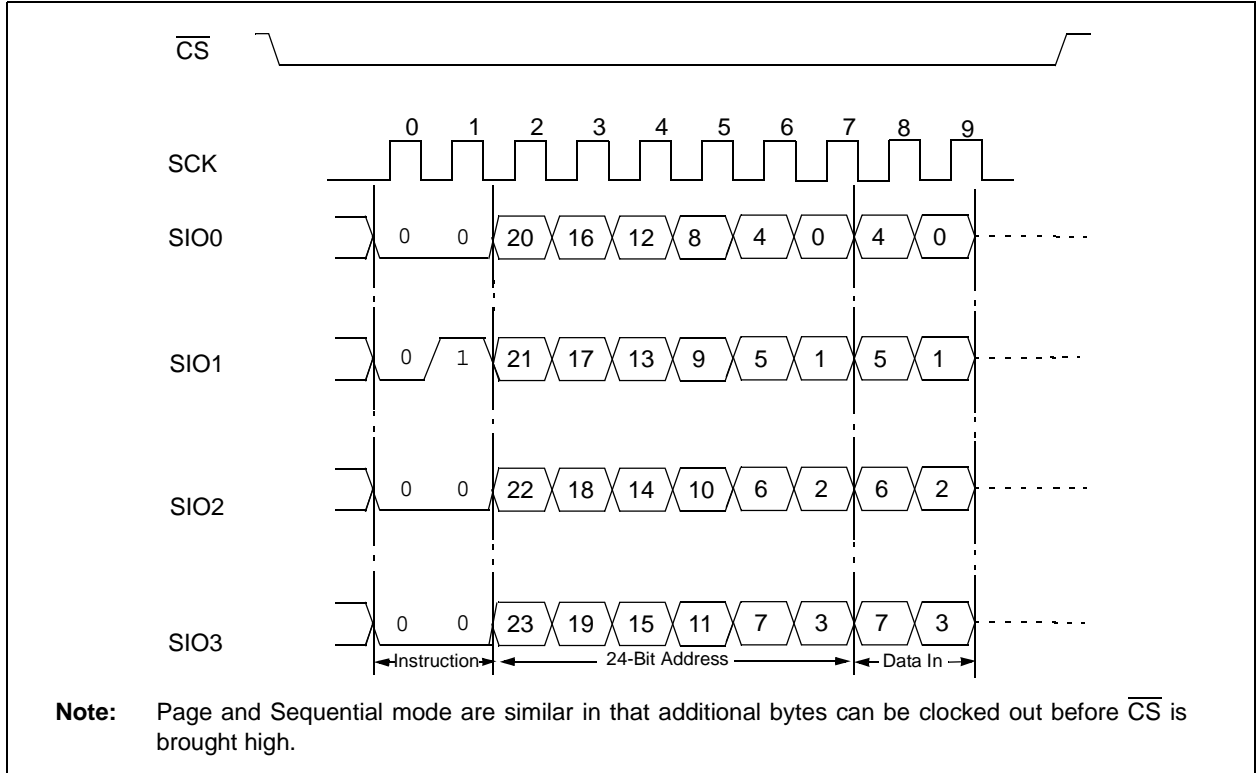 CS
0 1 2 3 4 5 6 7 8 9
SCK
SIO0 0 0 20 16 12 8 4 0 4 0
SIO1 0 1 21 17 13 9 5 1 5 1
SIO2 0 0 22 18 14 10 6 2 6 2
SIO3 0 0 23 19 15 11 7 3 7 3
Instruction 24-Bit Address Data In
Note: Page and Sequential mode are similar in that additional bytes can be clocked out before CS is
brought high.